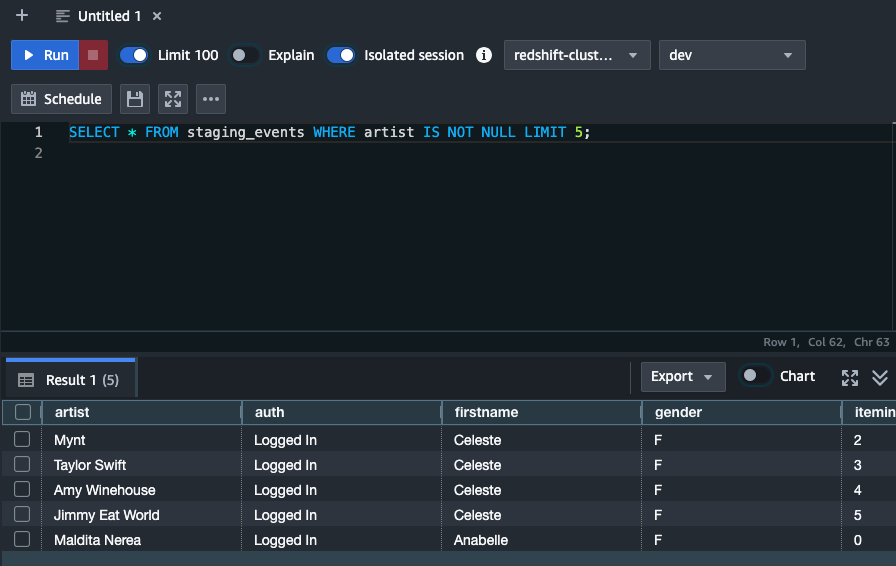 + Untitled 1 ×
Run Limit 100 Explain Isolated session i redshift-clust... dev
Schedule
1 SELECT * FROM staging_events WHERE artist IS NOT NULL LIMIT 5;
2
Row 1, Col 62, Chr 63
Result 1 (5) Export Chart
artist auth firstname gender itemin
Mynt Logged In Celeste F 2
Taylor Swift Logged In Celeste F 3
Amy Winehouse Logged In Celeste F 4
Jimmy Eat World Logged In Celeste F 5
Maldita Nerea Logged In Anabelle F 0